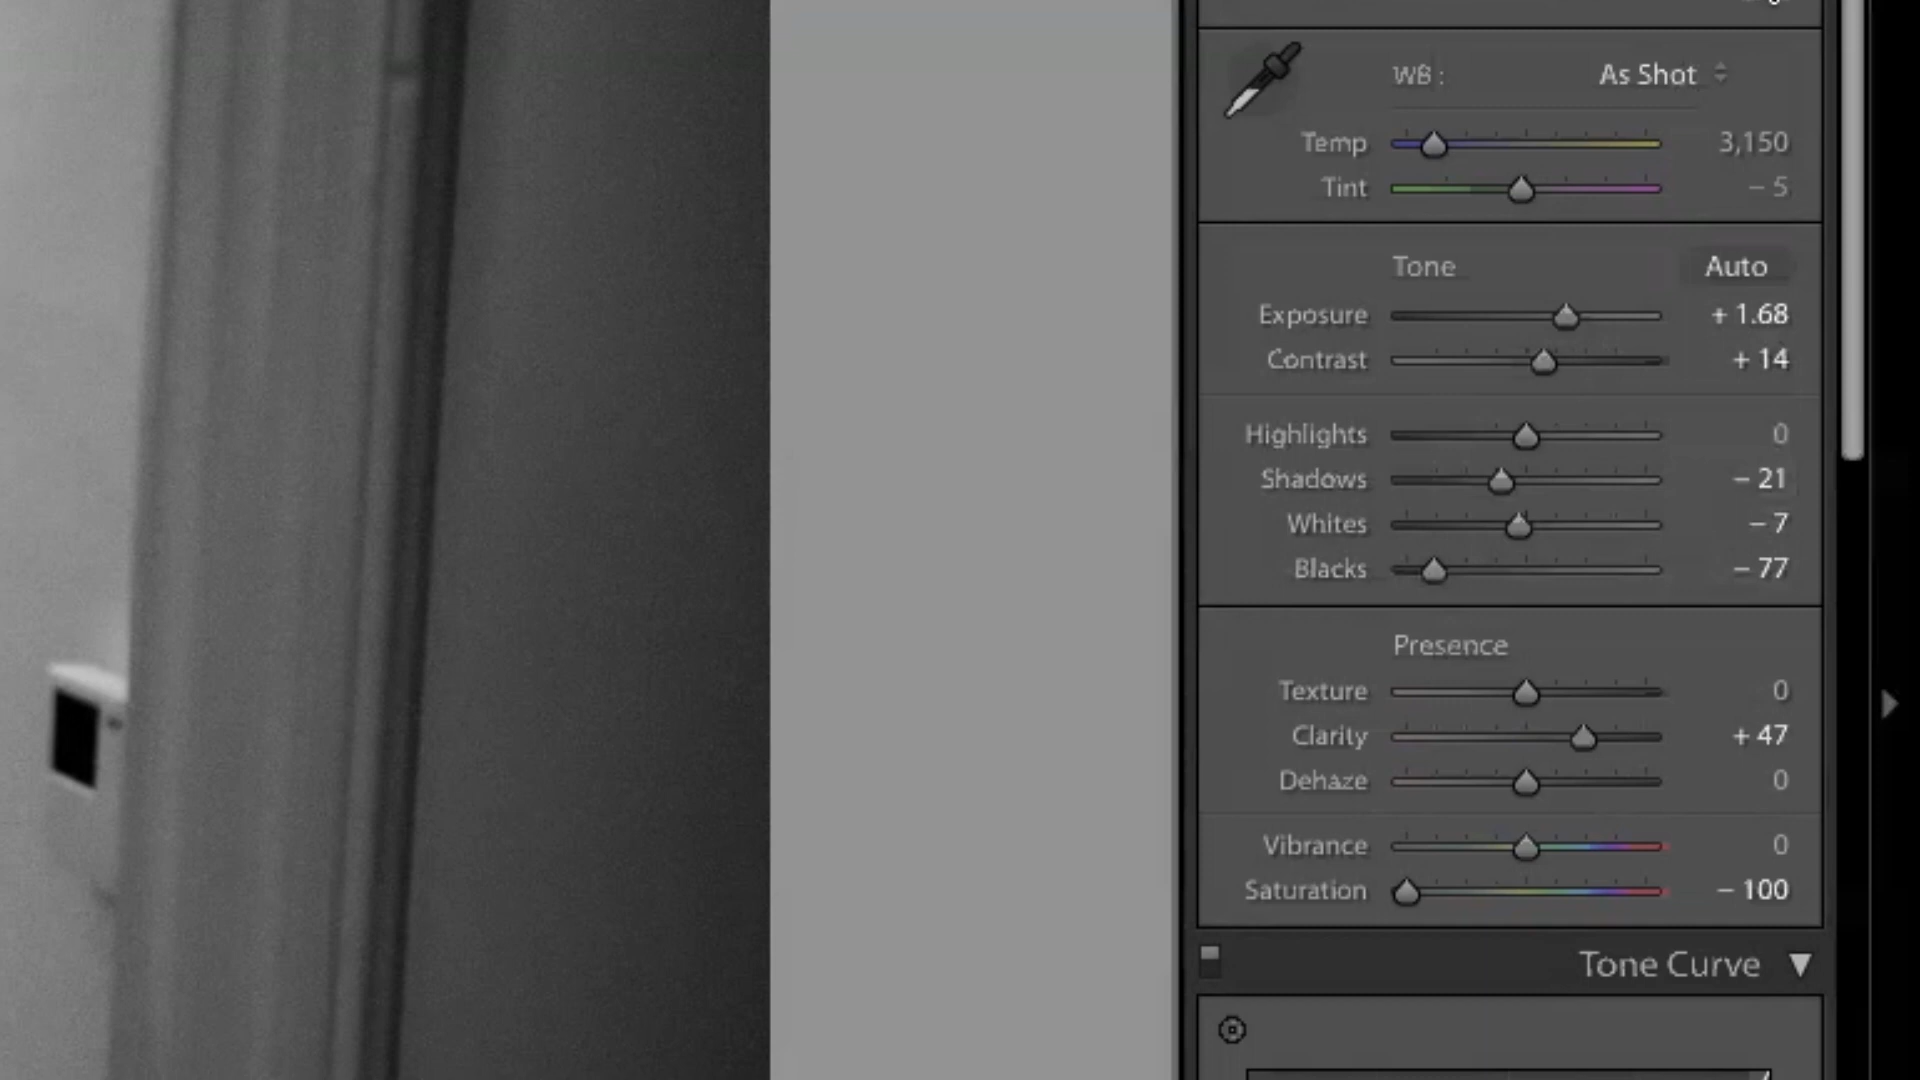 WB : As Shot
Temp 3,150
Tint − 5
Tone Auto
Exposure + 1.68
Contrast + 14
Highlights 0
Shadows − 21
Whites − 7
Blacks − 77
Presence
Texture 0
Clarity + 47
Dehaze 0
Vibrance 0
Saturation − 100
Tone Curve